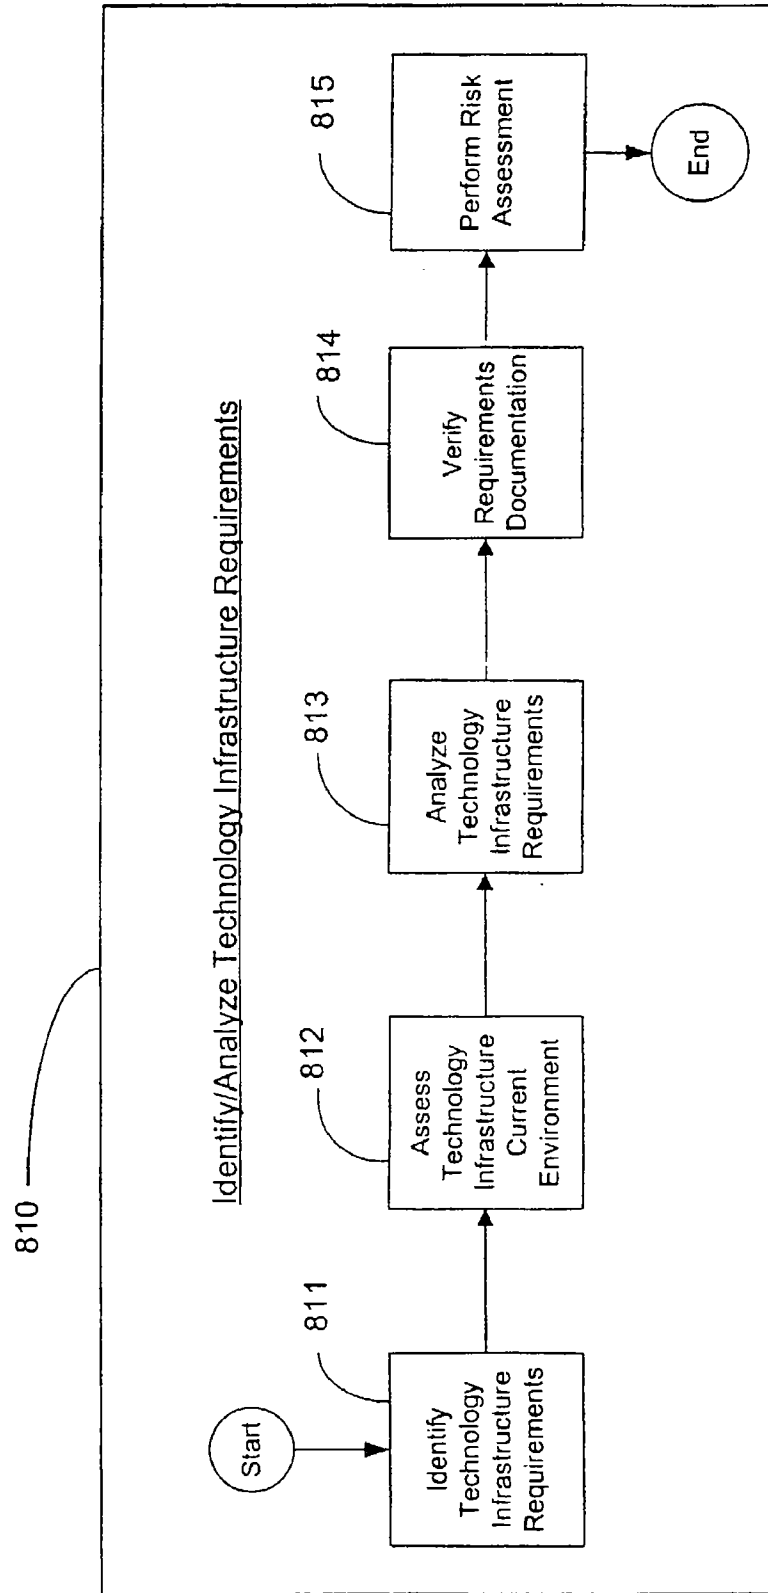 810
Identify/Analyze Technology Infrastructure Requirements
Start
811
Identify
Technology
Infrastructure
Requirements
812
Assess
Technology
Infrastructure
Current
Environment
813
Analyze
Technology
Infrastructure
Requirements
814
Verify
Requirements
Documentation
815
Perform Risk
Assessment
End